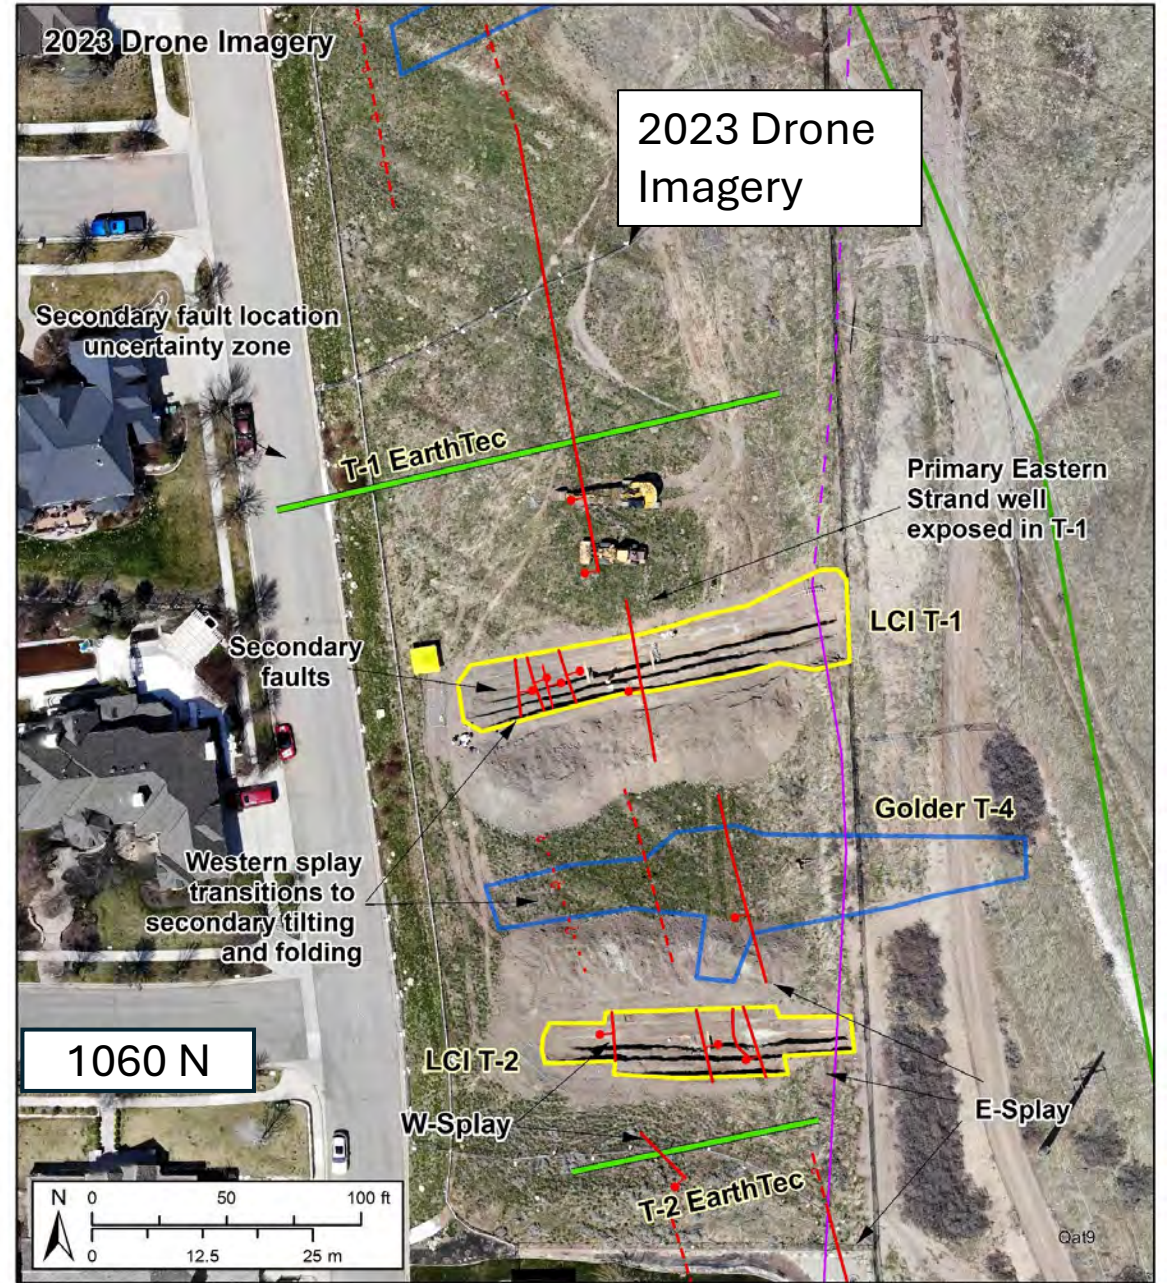 2023 Drone Imagery
2023 Drone
Imagery
Secondary fault location
uncertainty zone
T-1 EarthTec
Primary Eastern
Strand well
exposed in T-1
LCI T-1
Secondary
faults
Golder T-4
Western splay
transitions to
secondary tilting
and folding
1060 N
LCI T-2
W-Splay
E-Splay
T-2 EarthTec
N 0 50 100 ft
0 12.5 25 m
Qaf9